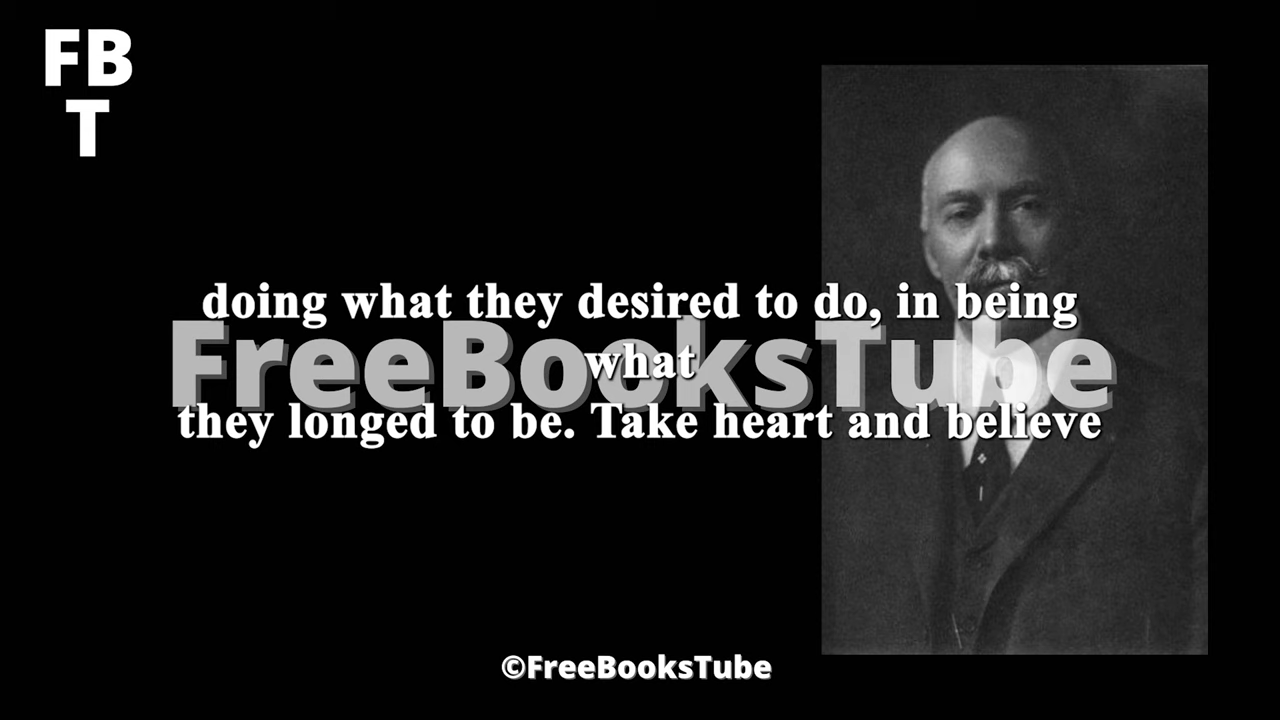 FB
T
doing what they desired to do, in being
what
FreeBooksTube
they longed to be. Take heart and believe
©FreeBooksTube